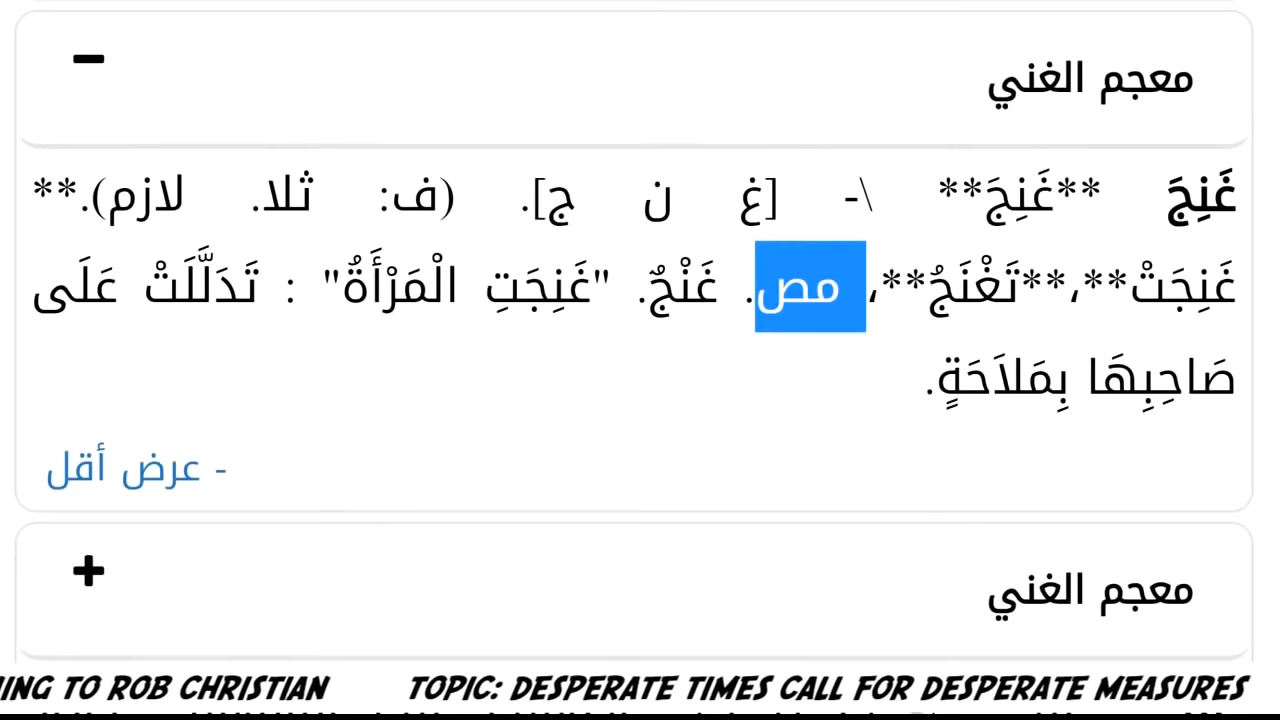 معجم الغني
غَنِجَ **غَنِجَ** \- [غ ن ج]. (ف: ثلا. لازم).**
غَنِجَتْ**،**تَغْنَجُ**، مص. غَنْجٌ. "غَنِجَتِ الْمَرْأَةُ" : تَدَلَّلَتْ عَلَى
صَاحِبِهَا بِمَلاَحَةٍ.
- عرض أقل
معجم الغني
TO ROB CHRISTIAN TOPIC: DESPERATE TIMES CALL FOR DESPERATE MEASURES